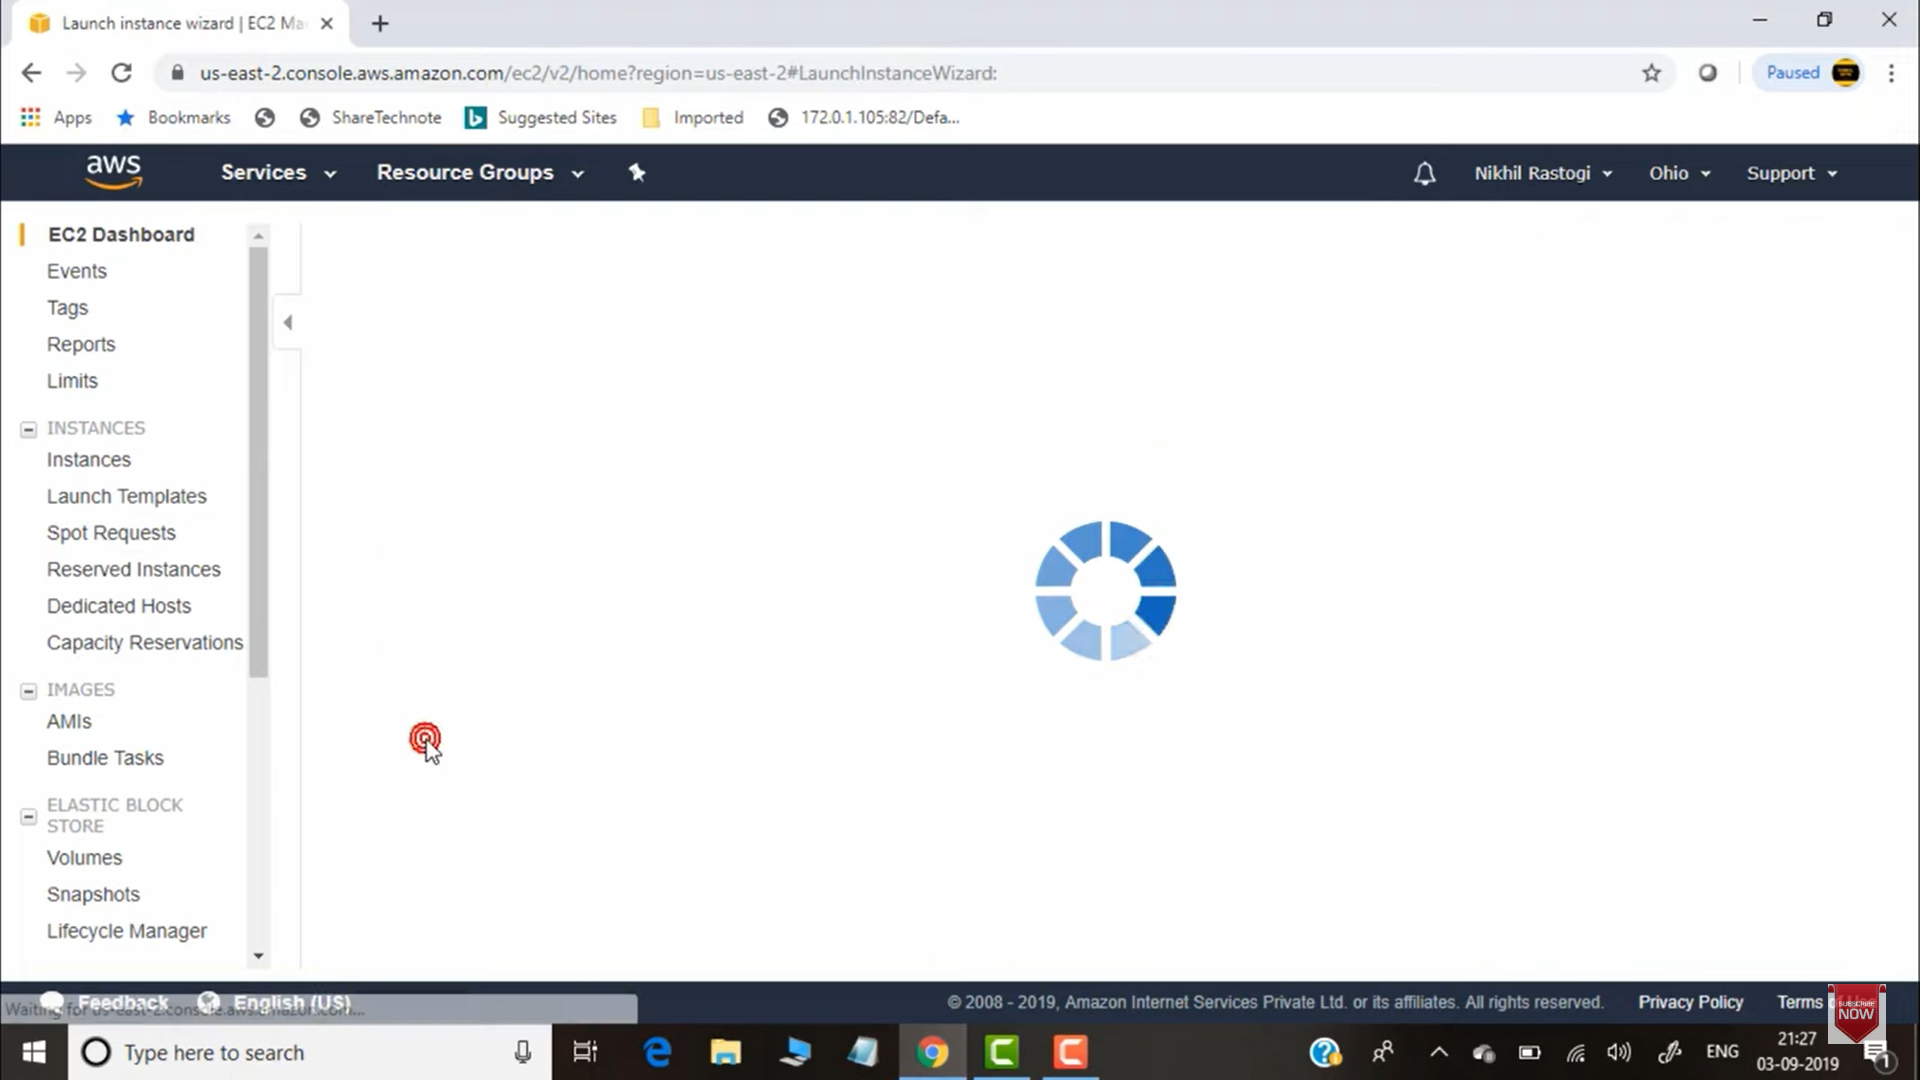 Launch instance wizard | EC2 Ma
us-east-2.console.aws.amazon.com/ec2/v2/home?region=us-east-2#LaunchInstanceWizard:
Paused
Apps
Bookmarks
ShareTechnote
Suggested Sites
Imported
172.0.1.105:82/Defa...
aws
Services
Resource Groups
Nikhil Rastogi
Ohio
Support
EC2 Dashboard
Events
Tags
Reports
Limits
INSTANCES
Instances
Launch Templates
Spot Requests
Reserved Instances
Dedicated Hosts
Capacity Reservations
IMAGES
AMIs
Bundle Tasks
ELASTIC BLOCK
STORE
Volumes
Snapshots
Lifecycle Manager
Feedback
English (US)
Waiting for us-east-2.console.aws.amazon.com...
© 2008 - 2019, Amazon Internet Services Private Ltd. or its affiliates. All rights reserved.
Privacy Policy
Terms
SUBSCRIBE
NOW
Type here to search
ENG
21:27
03-09-2019
1